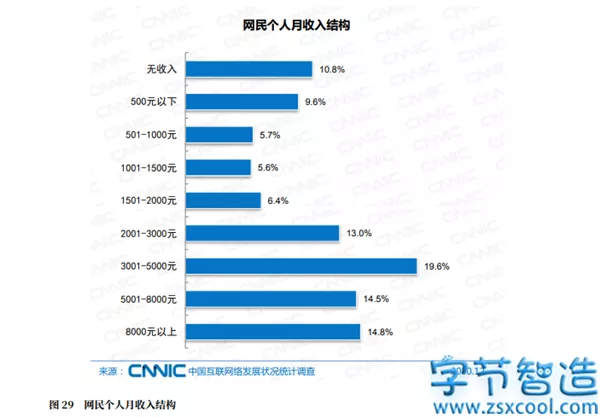 网民个人月收入结构
无收入 10.8%
500元以下 9.6%
501-1000元 5.7%
1001-1500元 5.6%
1501-2000元 6.4%
2001-3000元 13.0%
3001-5000元 19.6%
5001-8000元 14.5%
8000元以上 14.8%
来源：CNNIC 中国互联网络发展状况统计调查
字节智造
www.zsxcool.com
图 29 网民个人月收入结构